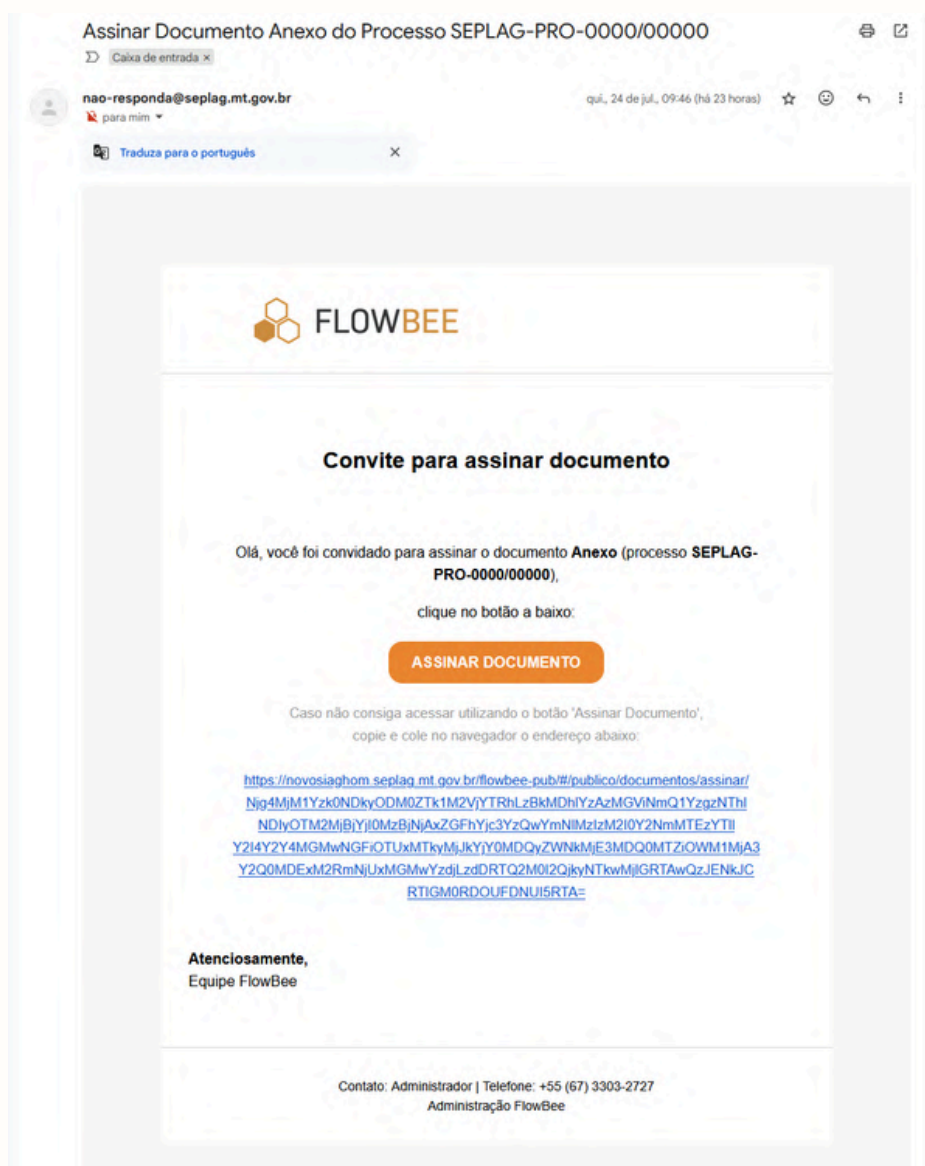 Assinar Documento Anexo do Processo SEPLAG-PRO-0000/00000
Caixa de entrada ×
nao-responda@seplag.mt.gov.br
qui., 24 de jul., 09:46 (há 23 horas)
para mim
Traduza para o português ×
FLOWBEE
Convite para assinar documento
Olá, você foi convidado para assinar o documento Anexo (processo SEPLAG-
PRO-0000/00000),
clique no botão a baixo:
ASSINAR DOCUMENTO
Caso não consiga acessar utilizando o botão 'Assinar Documento',
copie e cole no navegador o endereço abaixo:
https://novosiaghom.seplag.mt.gov.br/flowbee-pub/#/publico/documentos/assinar/
Atenciosamente,
Equipe FlowBee
Contato: Administrador | Telefone: +55 (67) 3303-2727
Administração FlowBee